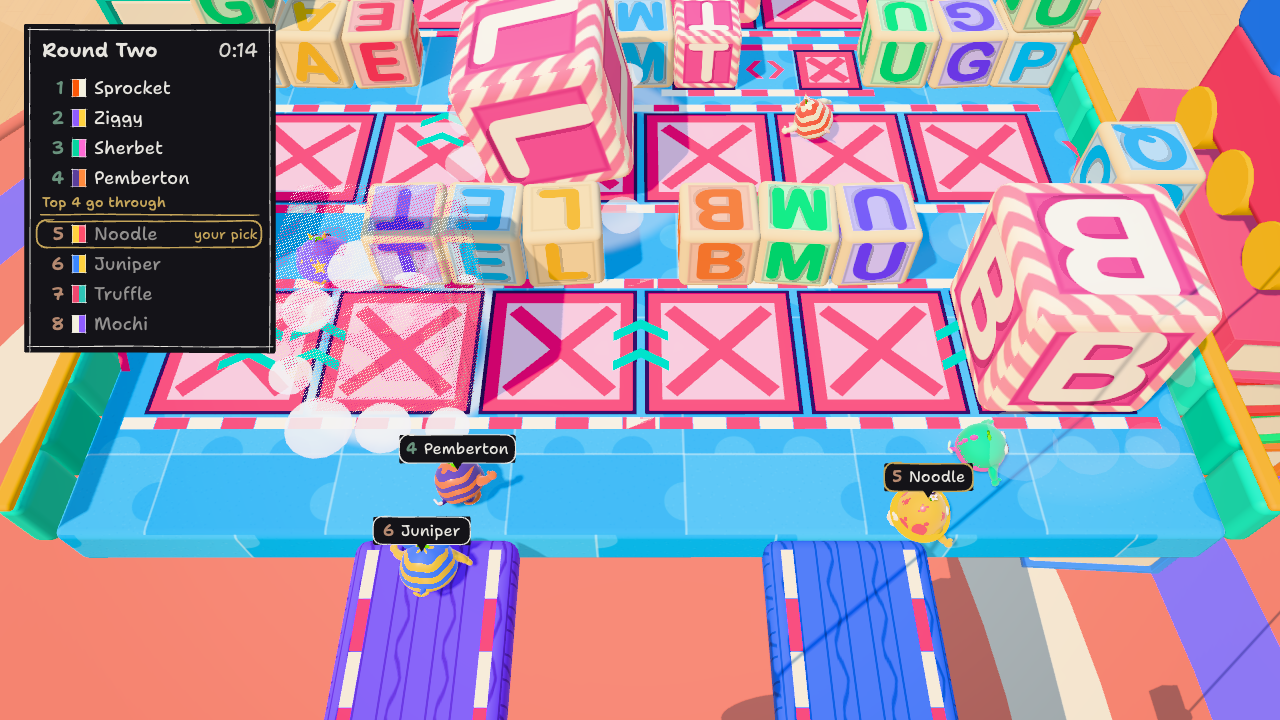 Round Two 0:14
1 Sprocket
2 Ziggy
3 Sherbet
4 Pemberton
Top 4 go through
5 Noodle your pick
6 Juniper
7 Truffle
8 Mochi
G
A E L M T U G P U
A E L M T U G P
Q
T E L B M U
T E L B M U
B
B
B
4 Pemberton
5 Noodle
6 Juniper